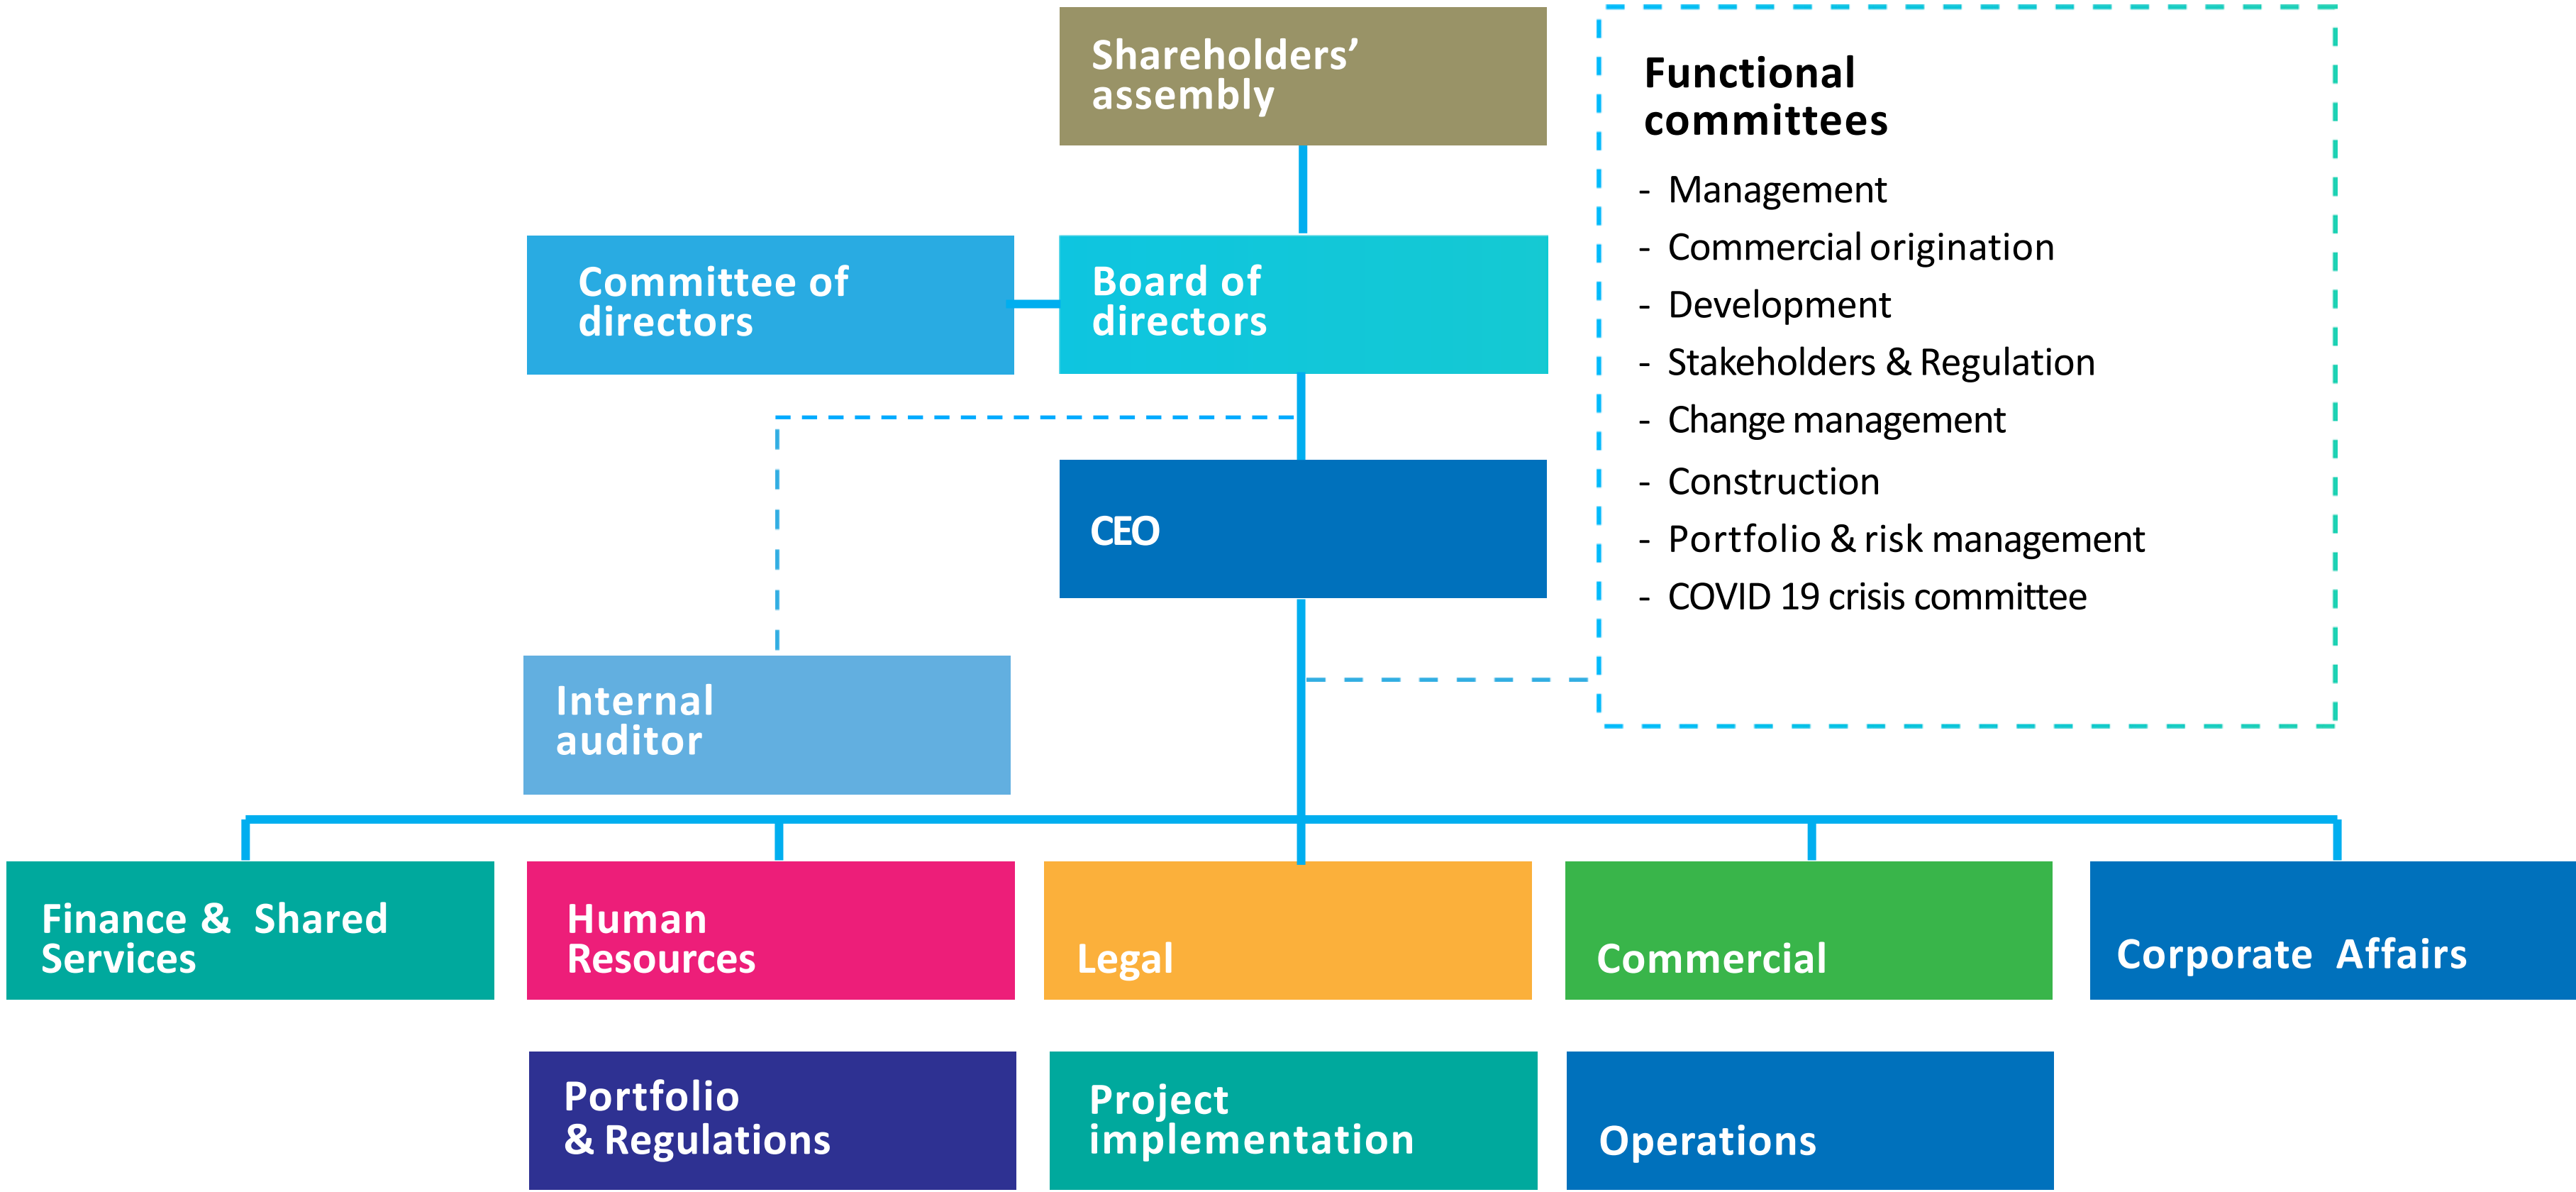 Shareholders’
assembly
Functional
committees
- Management
- Commercial origination
- Development
- Stakeholders & Regulation
- Change management
- Construction
- Portfolio & risk management
- COVID 19 crisis committee
Committee of
directors
Board of
directors
CEO
Internal
auditor
Finance & Shared
Services
Human
Resources
Legal
Commercial
Corporate Affairs
Portfolio
& Regulations
Project
implementation
Operations